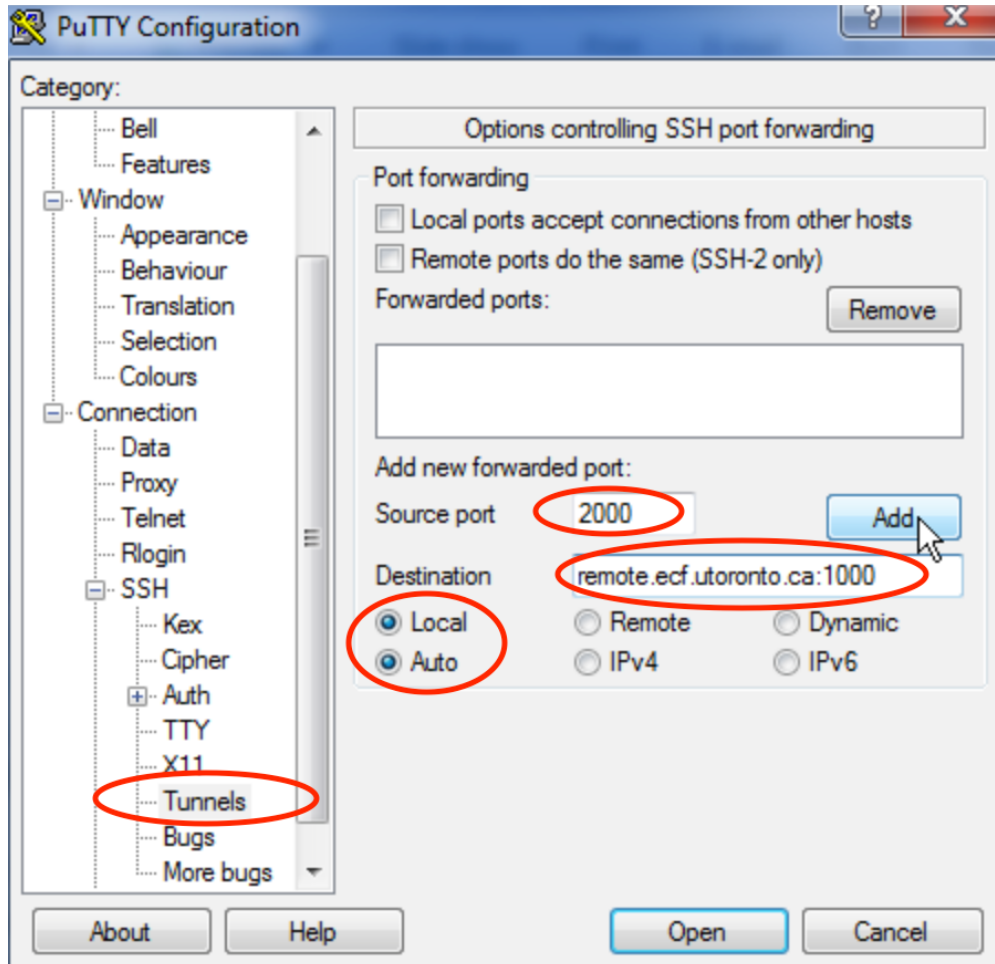 PuTTY Configuration
?
X
Category:
Bell
Features
Window
Appearance
Behaviour
Translation
Selection
Colours
Connection
Data
Proxy
Telnet
Rlogin
SSH
Kex
Cipher
Auth
TTY
X11
Tunnels
Bugs
More bugs
Options controlling SSH port forwarding
Port forwarding
Local ports accept connections from other hosts
Remote ports do the same (SSH-2 only)
Forwarded ports:
Remove
Add new forwarded port:
Source port 2000 Add
Destination remote.ecf.utoronto.ca:1000
Local Remote Dynamic
Auto IPv4 IPv6
About Help Open Cancel